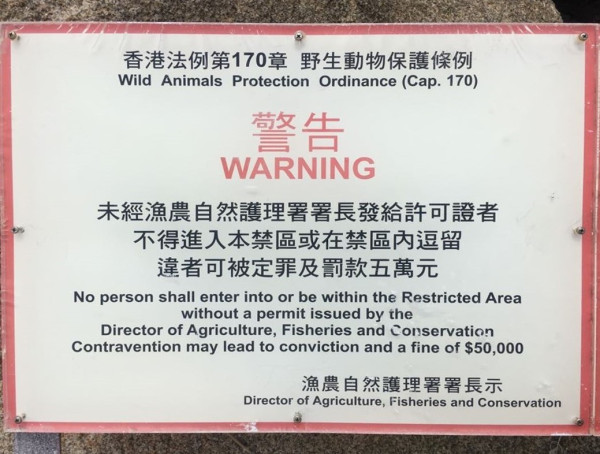 香港法例第170章 野生動物保護條例
Wild Animals Protection Ordinance (Cap. 170)
警告
WARNING
未經漁農自然護理署署長發給許可證者
不得進入本禁區或在禁區內逗留
違者可被定罪及罰款五萬元
No person shall enter into or be within the Restricted Area
without a permit issued by the
Director of Agriculture, Fisheries and Conservation
Contravention may lead to conviction and a fine of $50,000
漁農自然護理署署長示
Director of Agriculture, Fisheries and Conservation